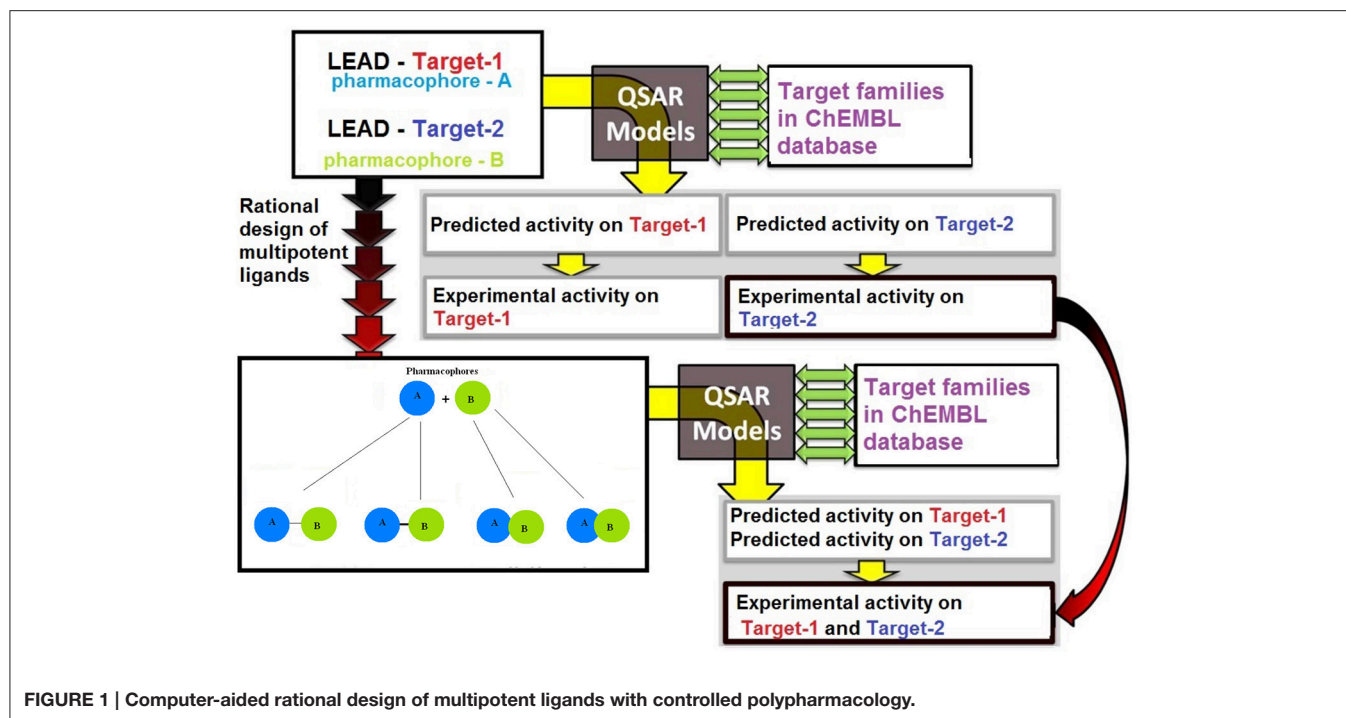 LEAD - Target-1
pharmacophore - A
LEAD - Target-2
pharmacophore - B
QSAR
Models
Target families
in ChEMBL
database
Rational
design of
multipotent
ligands
Predicted activity on Target-1
Predicted activity on Target-2
Experimental activity on
Target-1
Experimental activity on
Target-2
Pharmacophores
A + B
A B
A B
A B
A B
QSAR
Models
Target families
in ChEMBL
database
Predicted activity on Target-1
Predicted activity on Target-2
Experimental activity on
Target-1 and Target-2
FIGURE 1 | Computer-aided rational design of multipotent ligands with controlled polypharmacology.